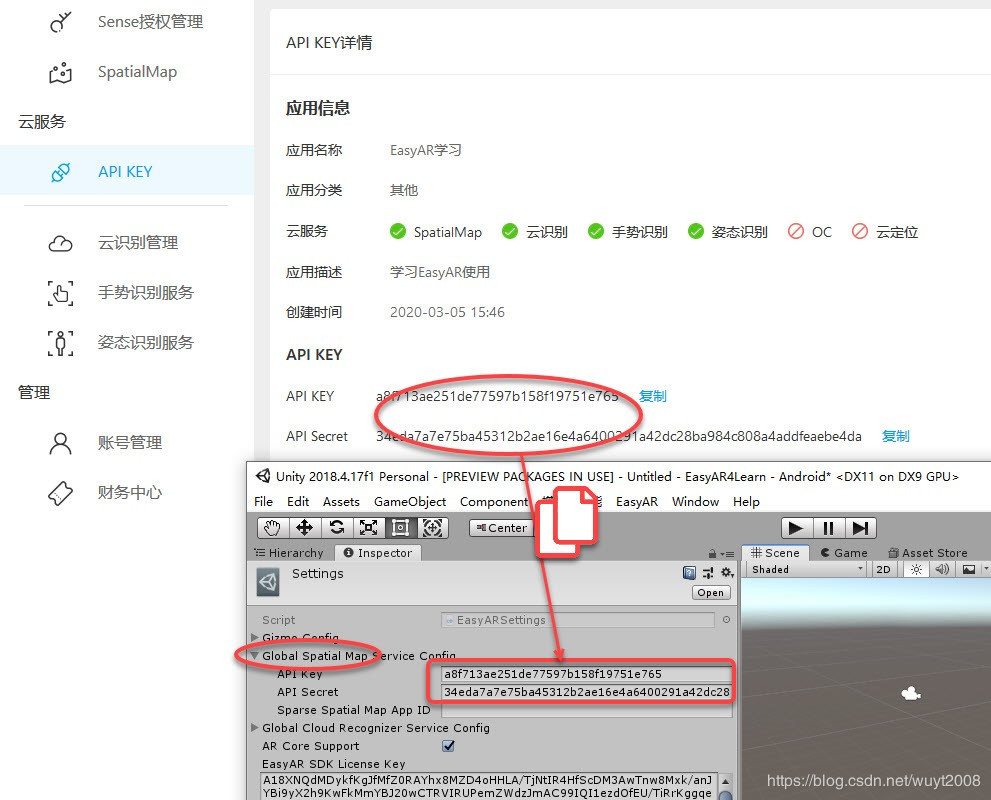 Sense授权管理
SpatialMap
云服务
API KEY
云识别管理
手势识别服务
姿态识别服务
管理
账号管理
财务中心
API KEY详情
应用信息
应用名称 EasyAR学习
应用分类 其他
云服务 SpatialMap 云识别 手势识别 姿态识别 OC 云定位
应用描述 学习EasyAR使用
创建时间 2020-03-05 15:46
API KEY
API KEY a8f713ae251de77597b158f19751e765 复制
API Secret 34eda7a7e75ba45312b2ae16e4a6400291a42dc28ba984c808a4addfeaebe4da 复制
Unity 2018.4.17f1 Personal - [PREVIEW PACKAGES IN USE] - Untitled - EasyAR4Learn - Android* <DX11 on DX9 GPU>
File Edit Assets GameObject Component EasyAR Window Help
Center
Hierarchy Inspector Scene Game Asset Store
Shaded 2D
Settings
Open
Script EasyARSettings
Gizmo Config
Global Spatial Map Service Config
API Key a8f713ae251de77597b158f19751e765
API Secret 34eda7a7e75ba45312b2ae16e4a6400291a42dc28
Sparse Spatial Map App ID
Global Cloud Recognizer Service Config
AR Core Support
EasyAR SDK License Key
A18XNQdMDykfKgJfMfZ0RAYhx8MZD4oHHLA/TjNtIR4HfScDM3AwTnw8Mxk/anJ
YBi9yX2h9KwFkMmYBJ20wCTRVIRUPemZWdzJmAC99IQI1ezdOfEU/TiRrKggqe
https://blog.csdn.net/wuyt2008